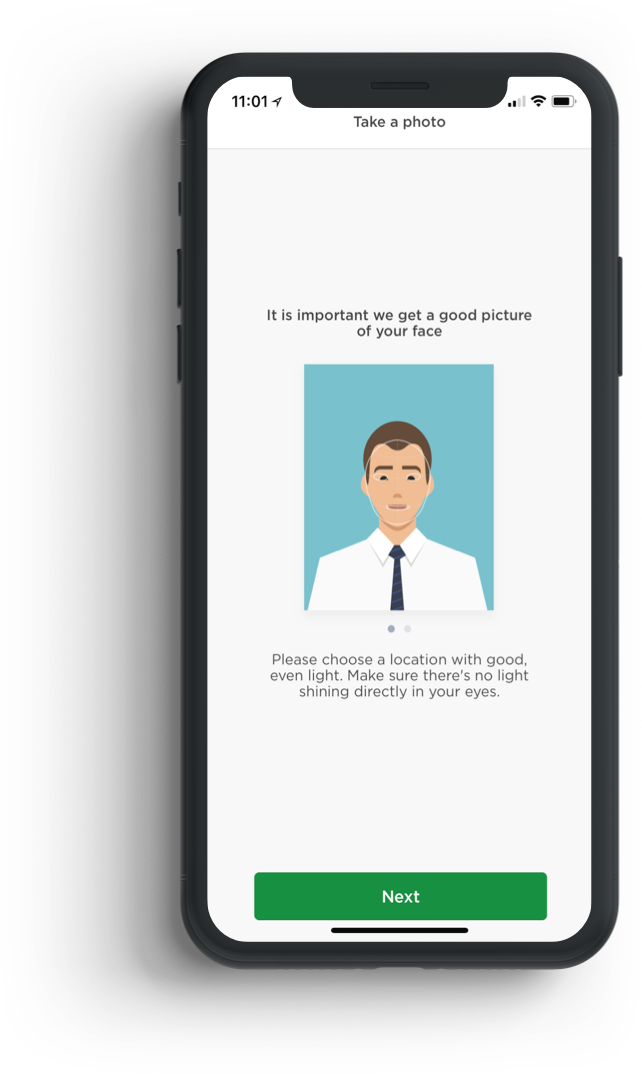 11:01
Take a photo
It is important we get a good picture
of your face
Please choose a location with good,
even light. Make sure there's no light
shining directly in your eyes.
Next